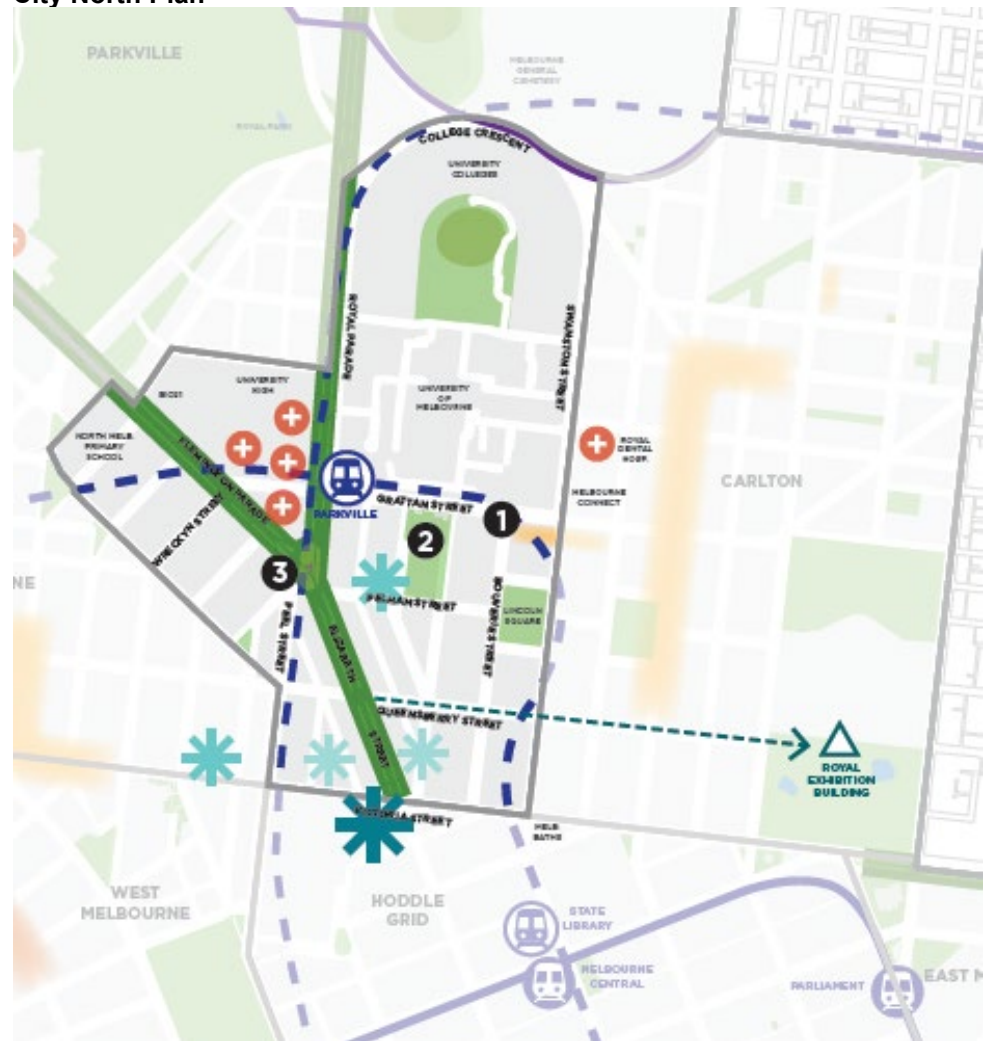 City North Plan
PARKVILLE
MELBOURNE
GENERAL
CEMETERY
ROYAL PARK
COLLEGE CRESCENT
UNIVERSITY
COLLEGES
ROYAL PARADE
SWANSTON STREET
UNIVERSITY
HIGH
BIO21
UNIVERSITY
OF
MELBOURNE
NORTH MELB.
PRIMARY
SCHOOL
FLEMINGTON PARADE
WRECKYN STREET
ROYAL
DENTAL
HOSP.
CARLTON
MELBOURNE
CONNECT
PARKVILLE
GRATTAN STREET
1
2
3
NE
PELHAM STREET
BOUVERIE STREET
LINCOLN
SQUARE
PEEL STREET
ELIZABETH
STREET
QUEENSBERRY STREET
ROYAL
EXHIBITION
BUILDING
VICTORIA STREET
MELB.
BATHS
WEST
MELBOURNE
HODDLE
GRID
STATE
LIBRARY
MELBOURNE
CENTRAL
PARLIAMENT
EAST M